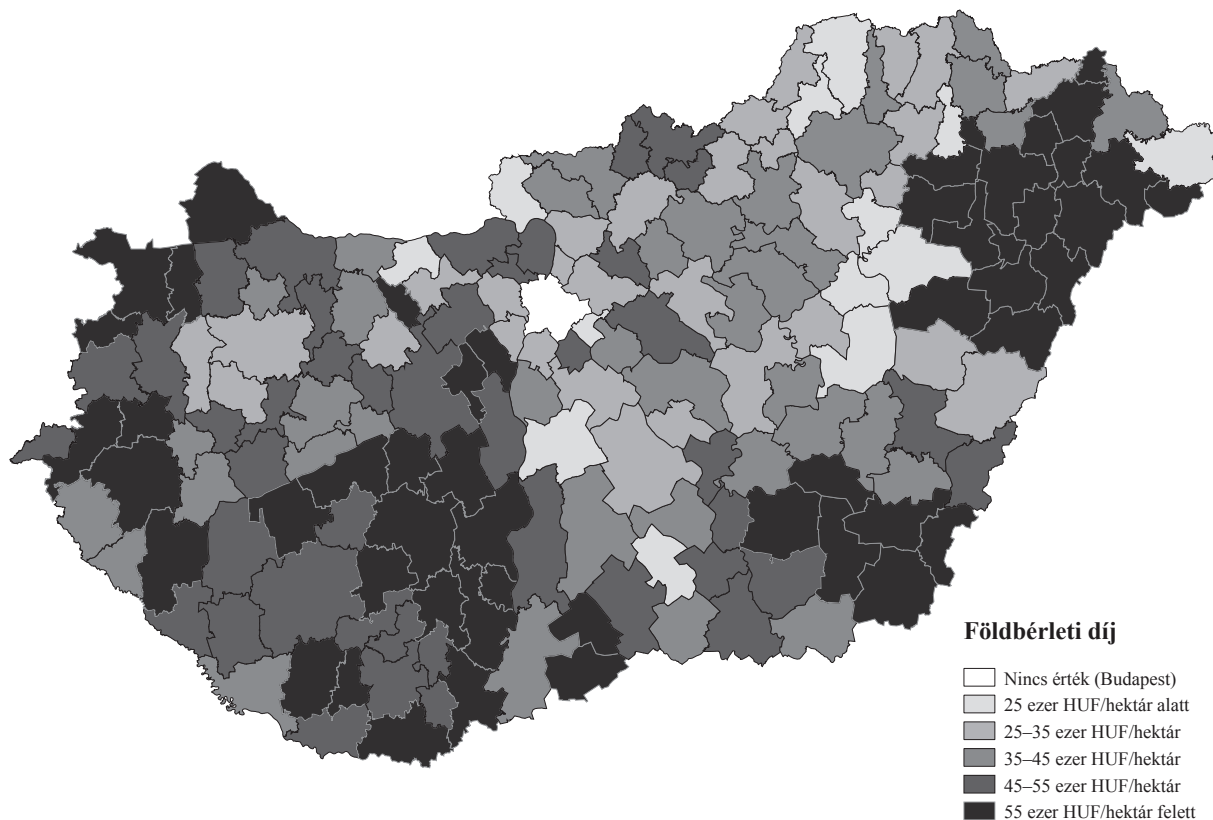 Földbérleti díj
Nincs érték (Budapest)
25 ezer HUF/hektár alatt
25–35 ezer HUF/hektár
35–45 ezer HUF/hektár
45–55 ezer HUF/hektár
55 ezer HUF/hektár felett